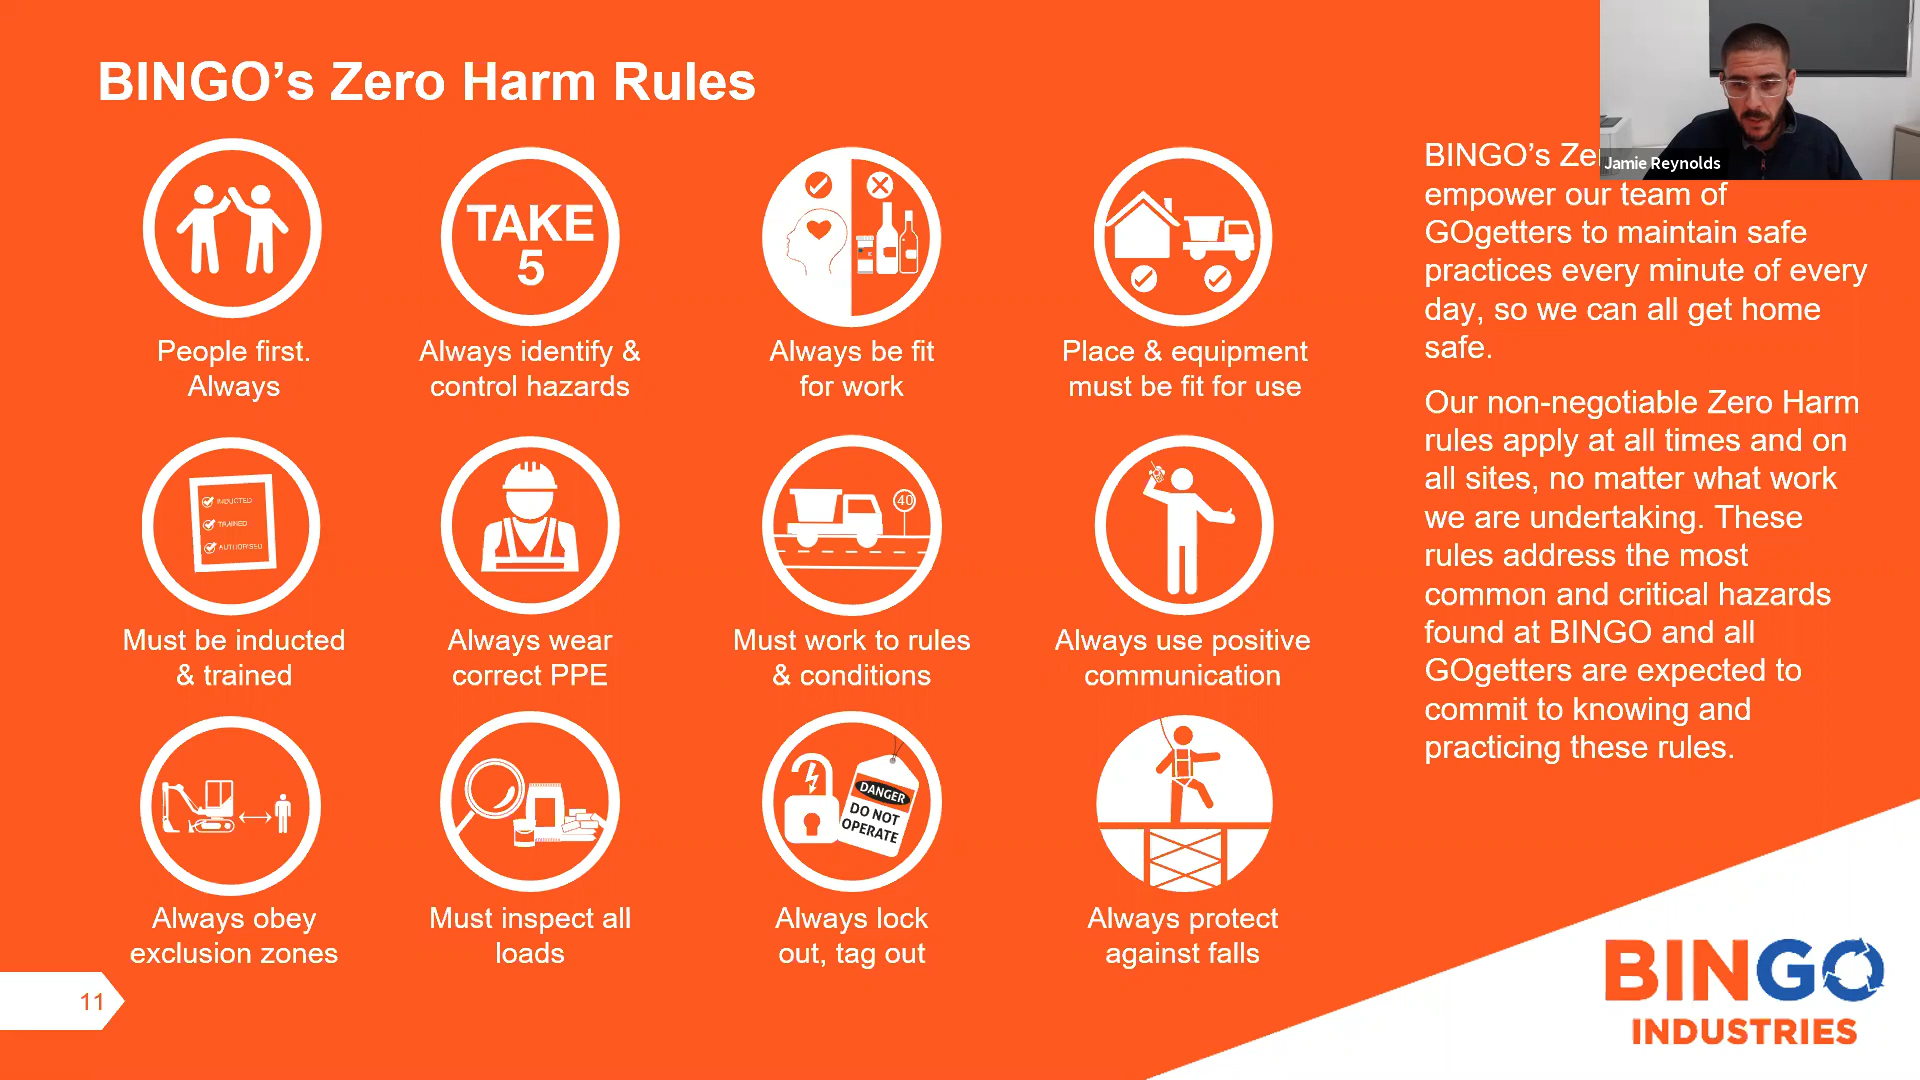 BINGO’s Zero Harm Rules
TAKE
5
People first.
Always
Always identify &
control hazards
Always be fit
for work
Place & equipment
must be fit for use
INDUCTED
TRAINED
AUTHORISED
40
Must be inducted
& trained
Always wear
correct PPE
Must work to rules
& conditions
Always use positive
communication
DANGER
DO NOT
OPERATE
Always obey
exclusion zones
Must inspect all
loads
Always lock
out, tag out
Always protect
against falls
BINGO’s
Jamie Reynolds
empower our team of
GOgetters to maintain safe
practices every minute of every
day, so we can all get home
safe.
Our non-negotiable Zero Harm
rules apply at all times and on
all sites, no matter what work
we are undertaking. These
rules address the most
common and critical hazards
found at BINGO and all
GOgetters are expected to
commit to knowing and
practicing these rules.
11
BINGO
INDUSTRIES